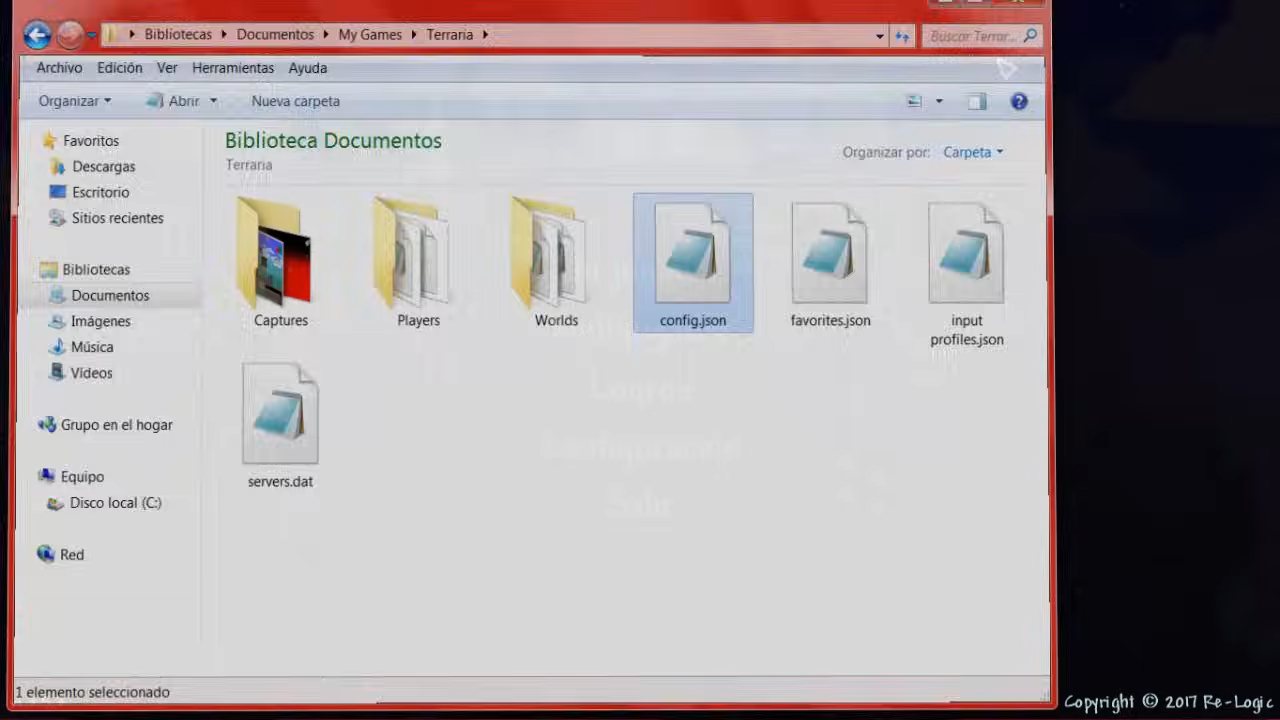 Bibliotecas Documentos My Games Terraria Buscar Terrar...
Archivo Edición Ver Herramientas Ayuda
Organizar Abrir Nueva carpeta
Favoritos
Descargas
Escritorio
Sitios recientes
Bibliotecas
Documentos
Imágenes
Música
Vídeos
Grupo en el hogar
Equipo
Disco local (C:)
Red
Biblioteca Documentos
Terraria
Organizar por: Carpeta
Captures
Players
Worlds
config.json
favorites.json
input
profiles.json
servers.dat
Logros
Configuración
Salir
1 elemento seleccionado
Copyright © 2017 Re-Logic